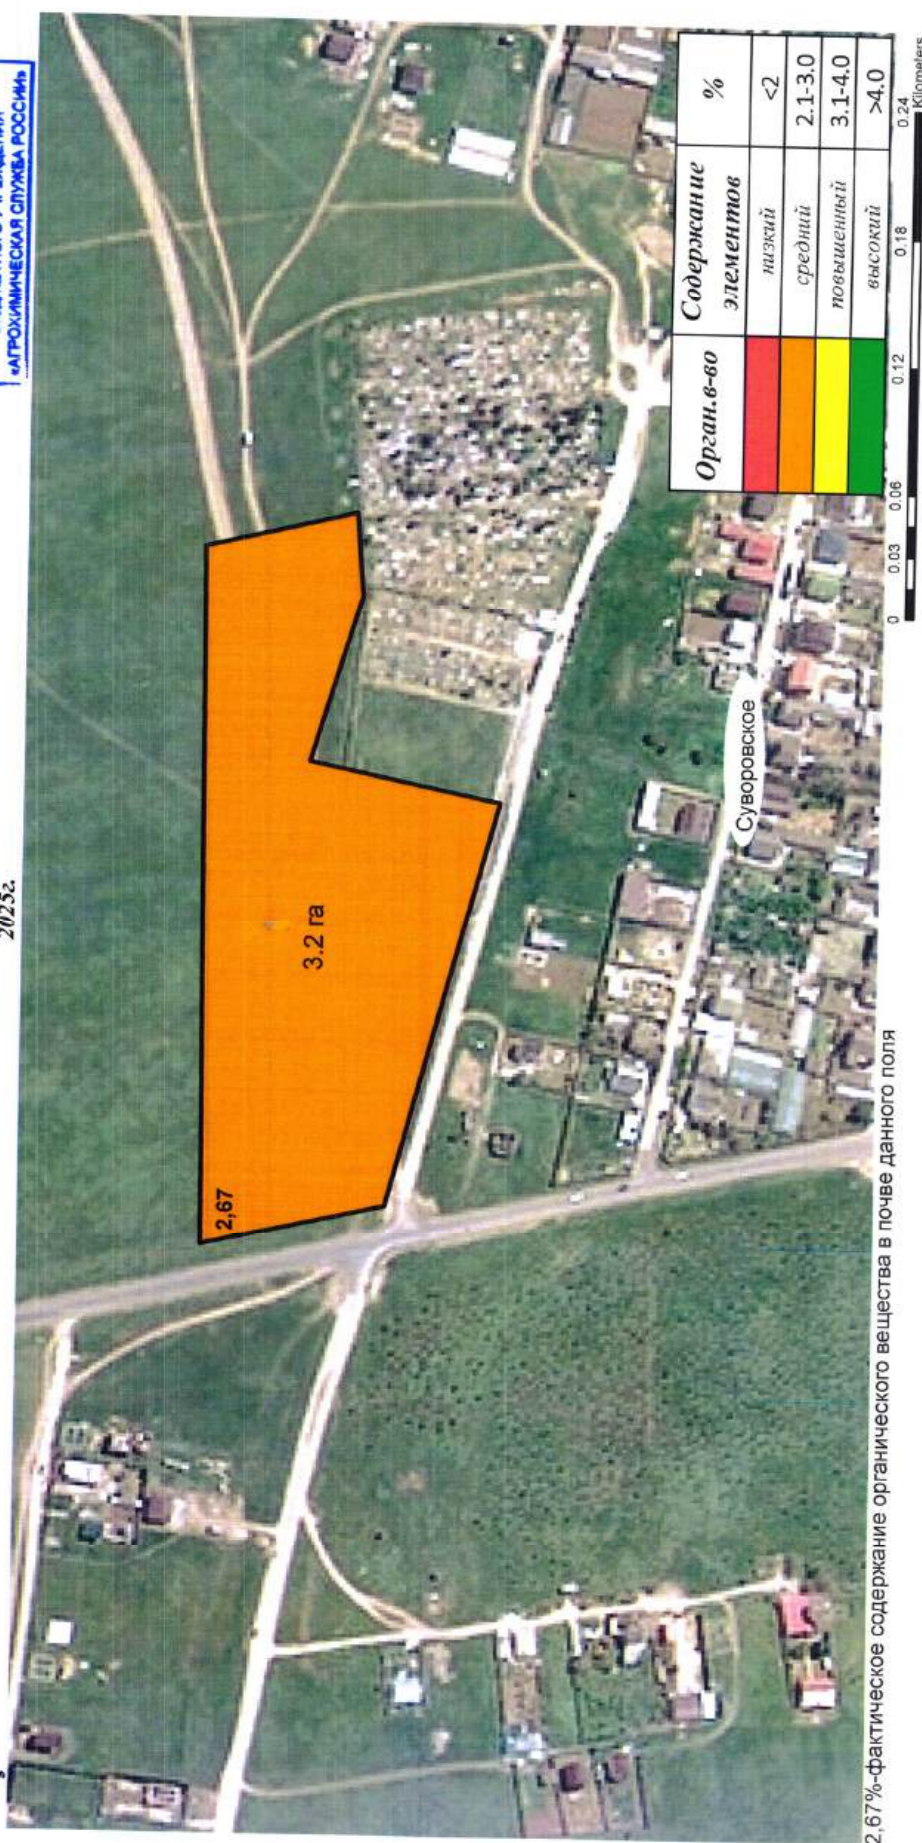 «АГРОХИМИЧЕСКАЯ СЛУЖБА РОССИИ»
2025г.
2,67
3.2 га
Суворовское
Орган.в-во Содержание элементов %
низкий <2
средний 2.1-3.0
повышенный 3.1-4.0
высокий >4.0
0 0.03 0.06 0.12 0.18 0.24
Kilometers
2,67%-фактическое содержание органического вещества в почве данного поля